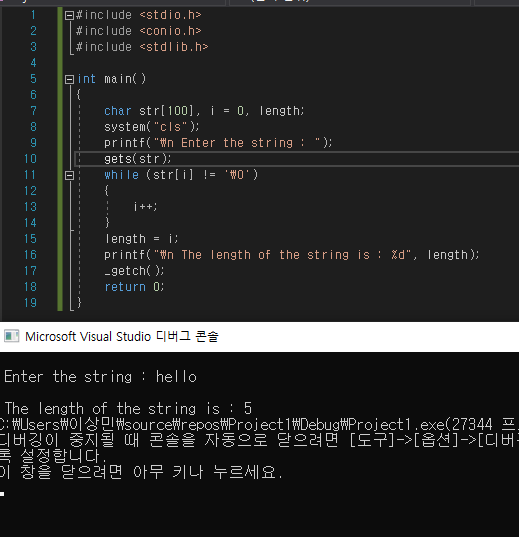 1 #include <stdio.h>
2 #include <conio.h>
3 #include <stdlib.h>
4
5 int main()
6 {
7 char str[100], i = 0, length;
8 system("cls");
9 printf("₩n Enter the string : ");
10 gets(str);
11 while (str[i] != '₩0')
12 {
13 i++;
14 }
15 length = i;
16 printf("₩n The length of the string is : %d", length);
17 _getch();
18 return 0;
19 }
Microsoft Visual Studio 디버그 콘솔
Enter the string : hello
The length of the string is : 5
C:₩Users₩이상민₩source₩repos₩Project1₩Debug₩Project1.exe(27344 프
디버깅이 중지될 때 콘솔을 자동으로 닫으려면 [도구]->[옵션]->[디버깅
록 설정합니다.
이 창을 닫으려면 아무 키나 누르세요.